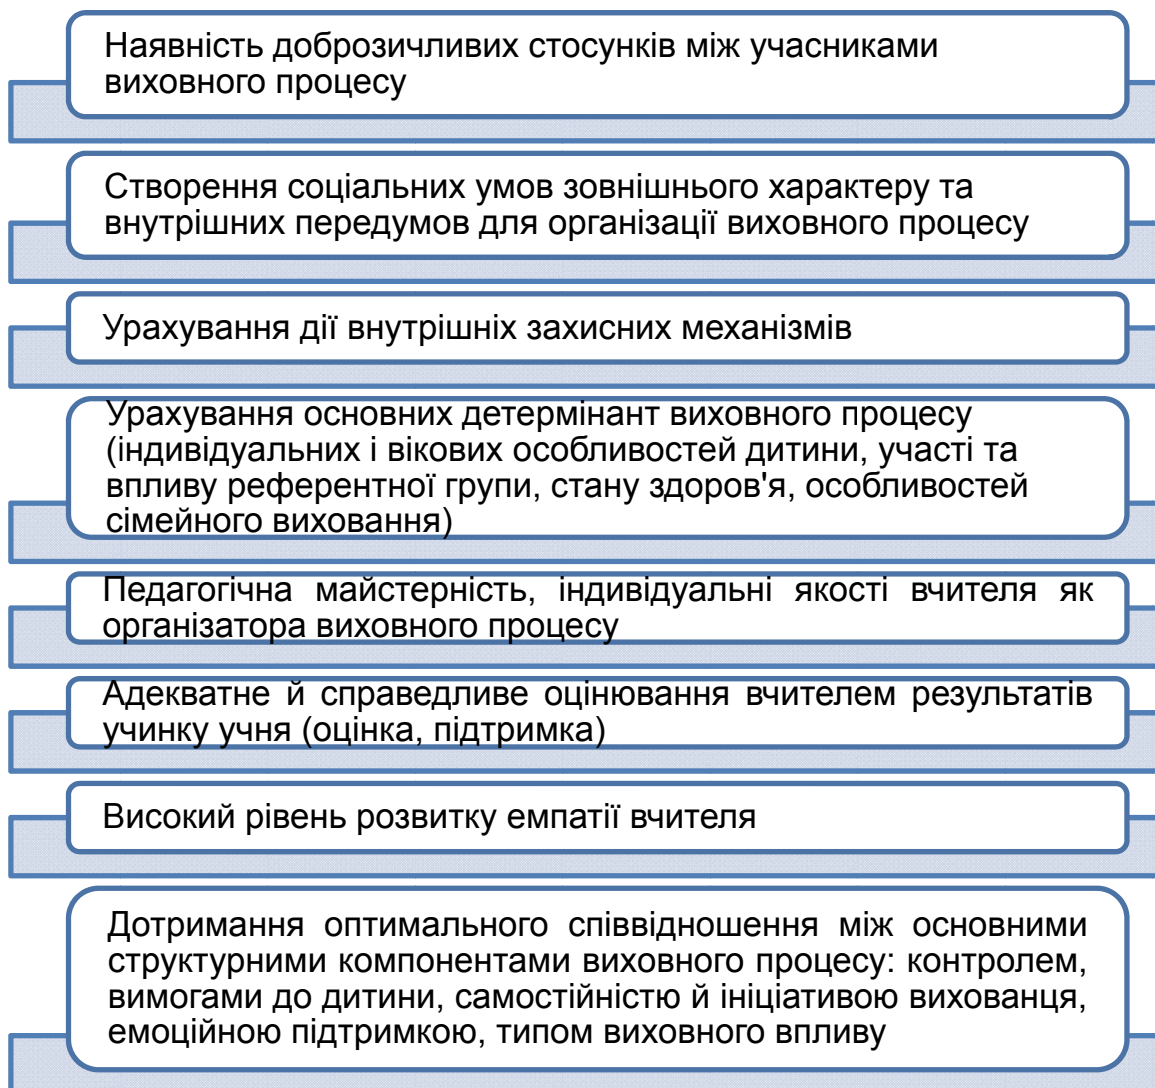 Наявність доброзичливих стосунків між учасниками
виховного процесу
Створення соціальних умов зовнішнього характеру та
внутрішних передумов для організації виховного процесу
Урахування дії внутрішніх захисних механізмів
Урахування основних детермінант виховного процесу
(індивідуальних і вікових особливостей дитини, участі та
впливу референтної групи, стану здоров'я, особливостей
сімейного виховання)
Педагогічна майстерність, індивідуальні якості вчителя як
організатора виховного процесу
Адекватне й справедливе оцінювання вчителем результатів
учинку учня (оцінка, підтримка)
Високий рівень розвитку емпатії вчителя
Дотримання оптимального співвідношення між основними
структурними компонентами виховного процесу: контролем,
вимогами до дитини, самостійністю й ініціативою вихованця,
емоційною підтримкою, типом виховного впливу